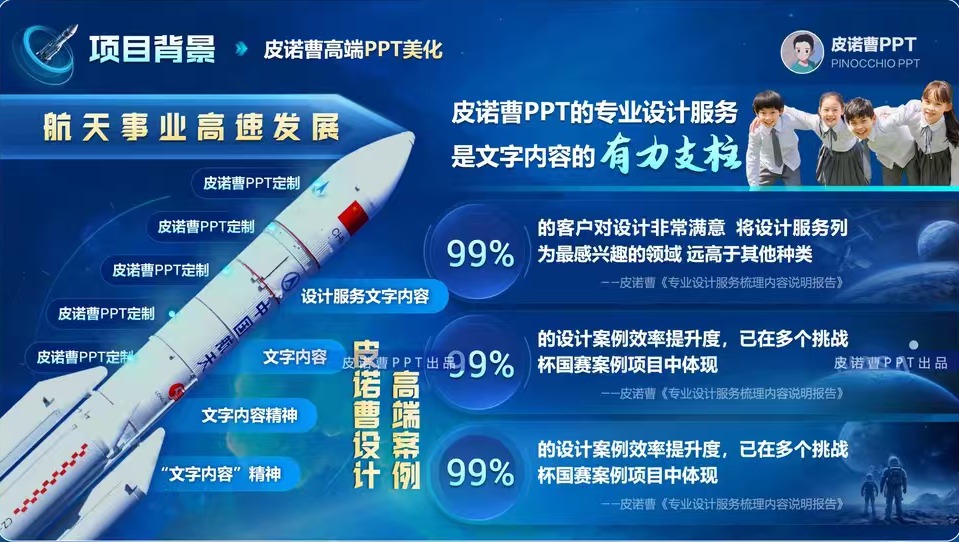 项目背景
皮诺曹高端PPT美化
皮诺曹PPT
PINOCCHIO PPT
航天事业高速发展
皮诺曹PPT的专业设计服务
是文字内容的有力支柱
皮诺曹PPT定制
皮诺曹PPT定制
皮诺曹PPT定制
皮诺曹PPT定制
皮诺曹PPT定制
中国航天
设计服务文字内容
文字内容
文字内容精神
“文字内容”精神
皮诺曹设计
高端案例
皮诺曹PPT出品
99%
的客户对设计非常满意 将设计服务列
为最感兴趣的领域 远高于其他种类
——皮诺曹《专业设计服务梳理内容说明报告》
99%
的设计案例效率提升度，已在多个挑战
杯国赛案例项目中体现
——皮诺曹《专业设计服务梳理内容说明报告》
皮诺曹PPT出品
99%
的设计案例效率提升度，已在多个挑战
杯国赛案例项目中体现
——皮诺曹《专业设计服务梳理内容说明报告》